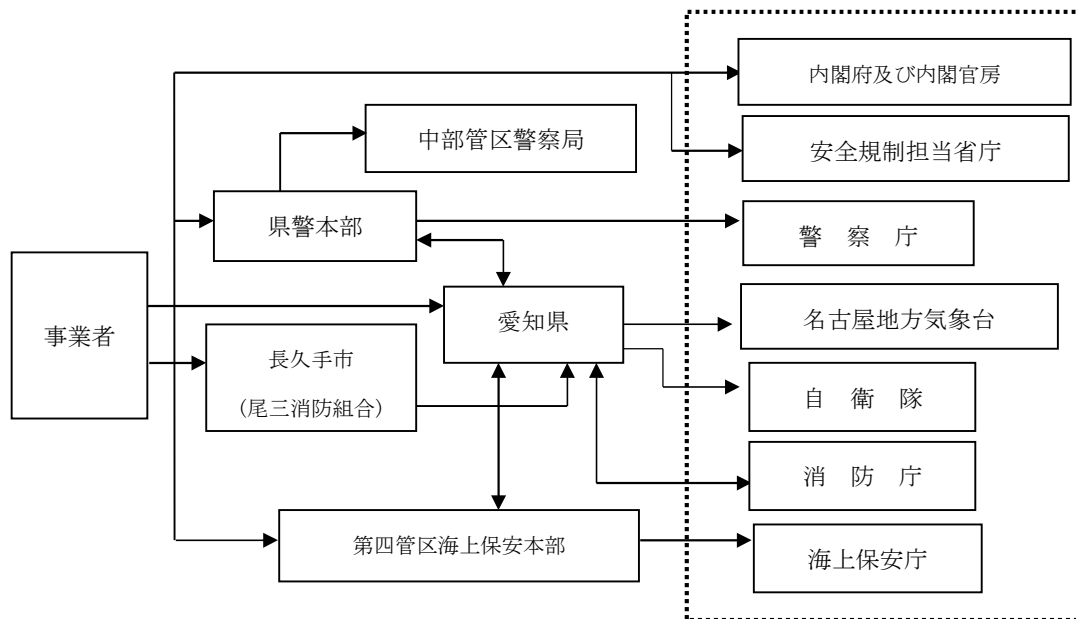 内閣府及び内閣官房
中部管区警察局
安全規制担当省庁
県警本部
警 察 庁
事業者
愛知県
名古屋地方気象台
長久手市
(尾三消防組合)
自 衛 隊
消 防 庁
第四管区海上保安本部
海上保安庁